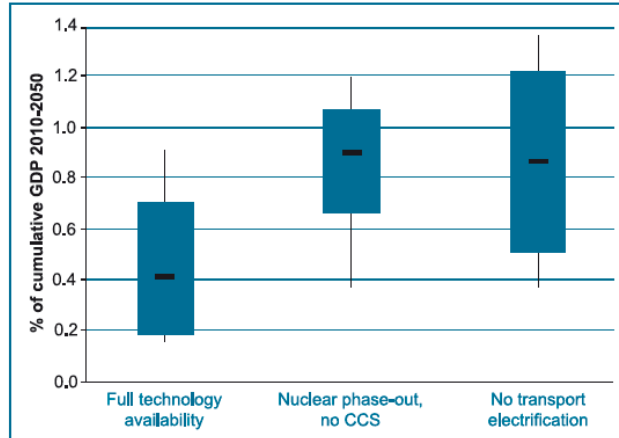 % of cumulative GDP 2010-2050
1.4
1.2
1.0
0.8
0.6
0.4
0.2
0.0
Full technology
availability
Nuclear phase-out,
no CCS
No transport
electrification